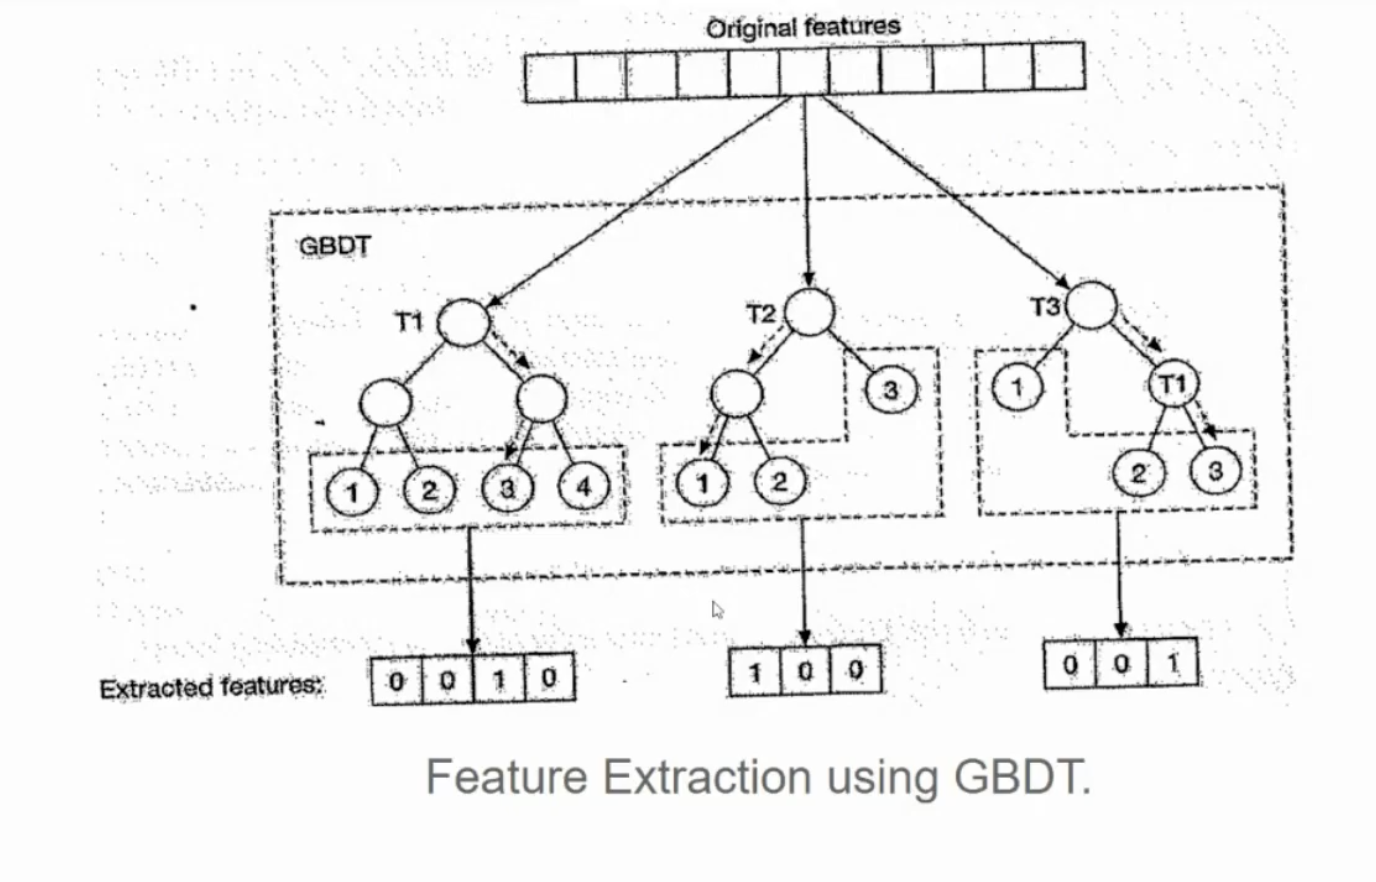 Original features
GBDT
T1
T2
T3
3
1
T1
1
2
3
4
1
2
2
3
Extracted features:
0 0 1 0
1 0 0
0 0 1
Feature Extraction using GBDT.